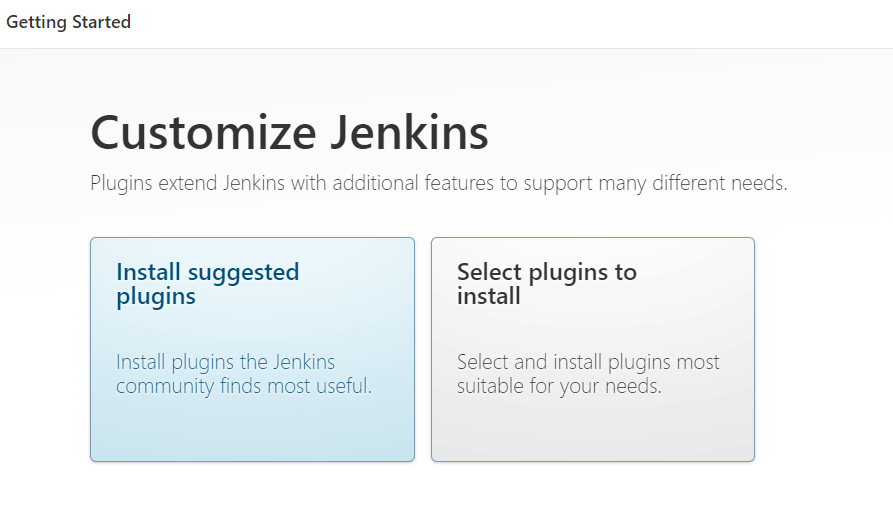 Getting Started
Customize Jenkins
Plugins extend Jenkins with additional features to support many different needs.
Install suggested
plugins
Install plugins the Jenkins
community finds most useful.
Select plugins to
install
Select and install plugins most
suitable for your needs.